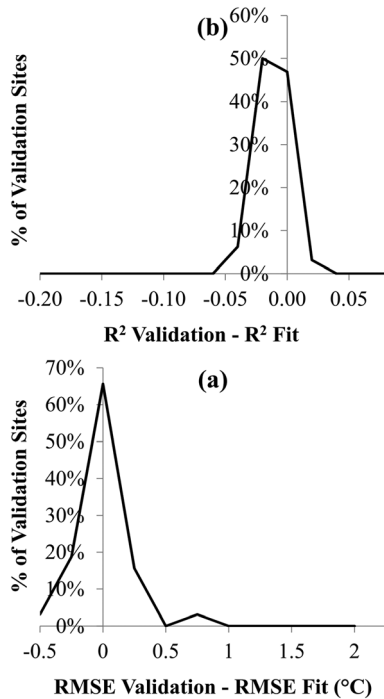 (b)
% of Validation Sites
60%
50%
40%
30%
20%
10%
0%
-0.20 -0.15 -0.10 -0.05 0.00 0.05
R² Validation - R² Fit
(a)
% of Validation Sites
70%
60%
50%
40%
30%
20%
10%
0%
-0.5 0 0.5 1 1.5 2
RMSE Validation - RMSE Fit (°C)